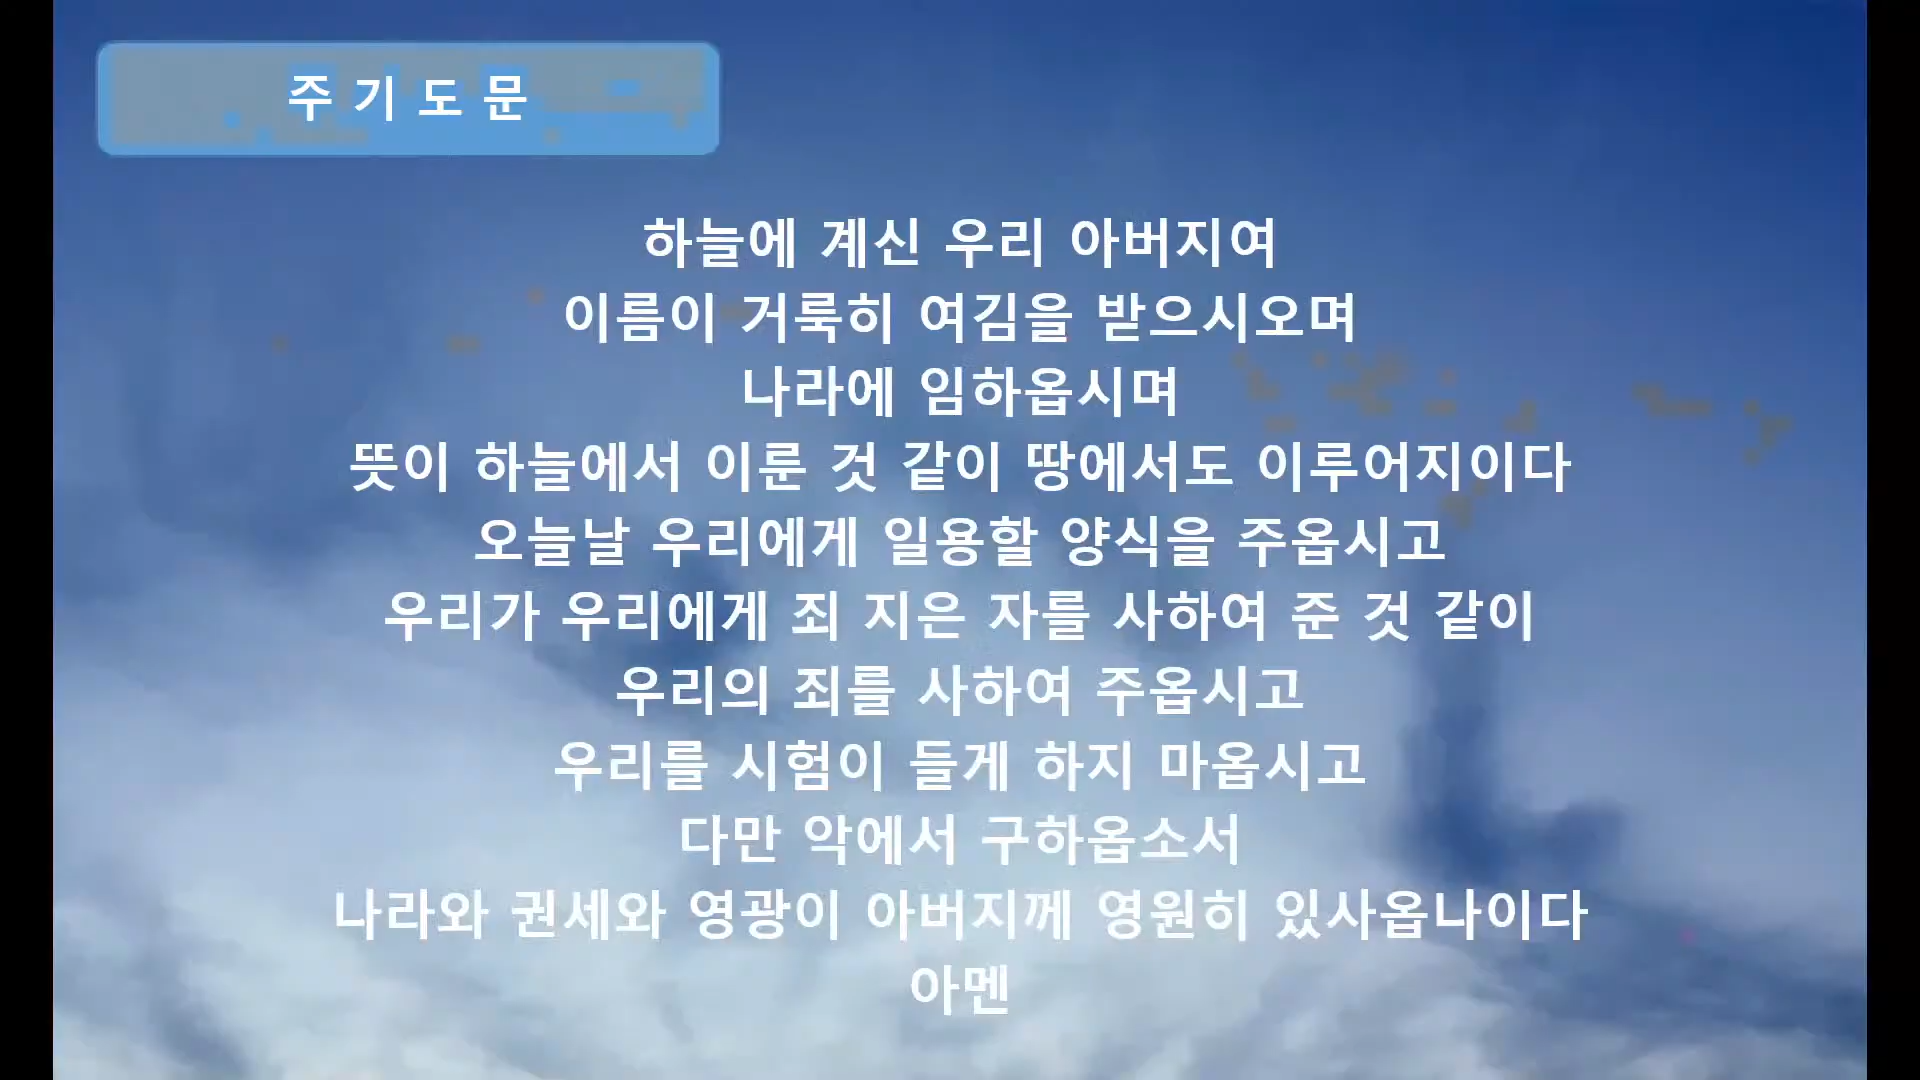 주기도문
하늘에 계신 우리 아버지여
이름이 거룩히 여김을 받으시오며
나라에 임하옵시며
뜻이 하늘에서 이룬 것 같이 땅에서도 이루어지이다
오늘날 우리에게 일용할 양식을 주옵시고
우리가 우리에게 죄 지은 자를 사하여 준 것 같이
우리의 죄를 사하여 주옵시고
우리를 시험이 들게 하지 마옵시고
다만 악에서 구하옵소서
나라와 권세와 영광이 아버지께 영원히 있사옵나이다
아멘